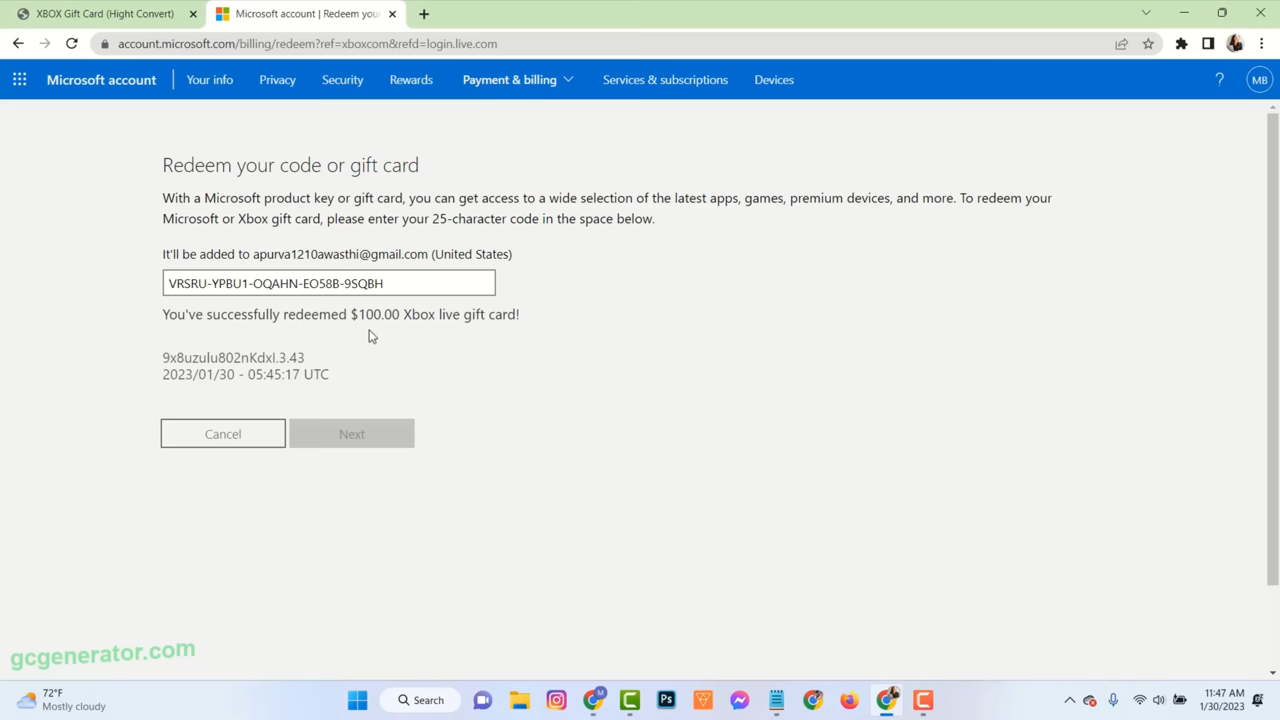 XBOX Gift Card (Hight Convert)
Microsoft account | Redeem you
account.microsoft.com/billing/redeem?ref=xboxcom&refd=login.live.com
Microsoft account Your info Privacy Security Rewards Payment & billing Services & subscriptions Devices ? MB
Redeem your code or gift card
With a Microsoft product key or gift card, you can get access to a wide selection of the latest apps, games, premium devices, and more. To redeem your
Microsoft or Xbox gift card, please enter your 25-character code in the space below.
It'll be added to apurva1210awasthi@gmail.com (United States)
VRSRU-YPBU1-OQAHN-EO58B-9SQBH
You've successfully redeemed $100.00 Xbox live gift card!
9x8uzulu802nKdxI.3.43
2023/01/30 - 05:45:17 UTC
Cancel Next
gcgenerator.com
72°F
Mostly cloudy
Search
M
Ps
11:47 AM
1/30/2023